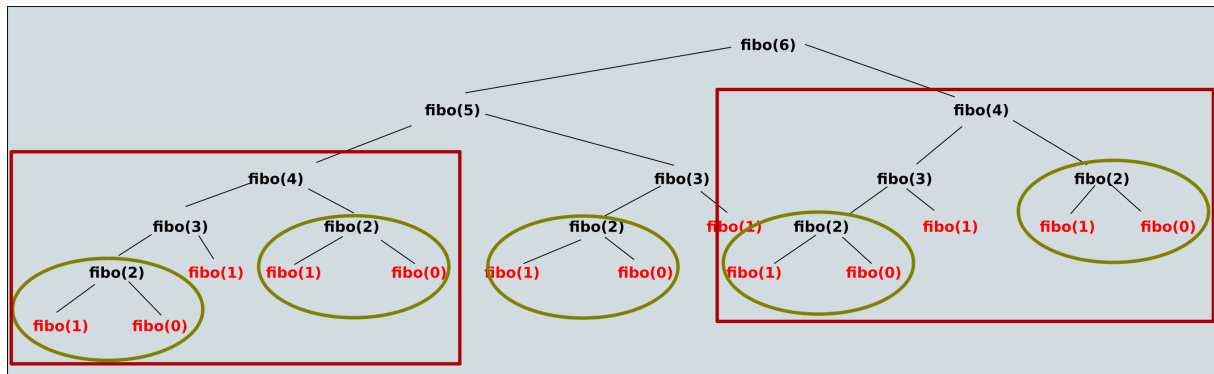 fibo(6)
fibo(5) fibo(4)
fibo(4) fibo(3) fibo(3) fibo(2)
fibo(3) fibo(2) fibo(2) fibo(1) fibo(2) fibo(1) fibo(1) fibo(0)
fibo(2) fibo(1) fibo(1) fibo(0) fibo(1) fibo(0) fibo(1) fibo(0)
fibo(1) fibo(0)